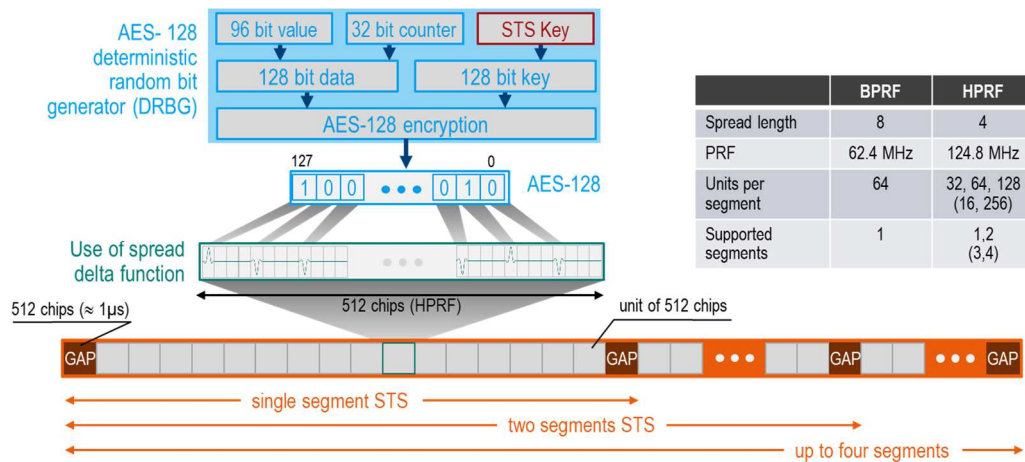 AES- 128
deterministic
random bit
generator (DRBG)
96 bit value
32 bit counter
STS Key
128 bit data
128 bit key
AES-128 encryption
127
0
1 0 0 ••• 0 1 0
AES-128
Use of spread
delta function
512 chips (HPRF)
512 chips (≈ 1µs)
unit of 512 chips
GAP
GAP
GAP
GAP
single segment STS
two segments STS
up to four segments
BPRF HPRF
Spread length 8 4
PRF 62.4 MHz 124.8 MHz
Units per
segment
64
32, 64, 128
(16, 256)
Supported
segments
1
1,2
(3,4)